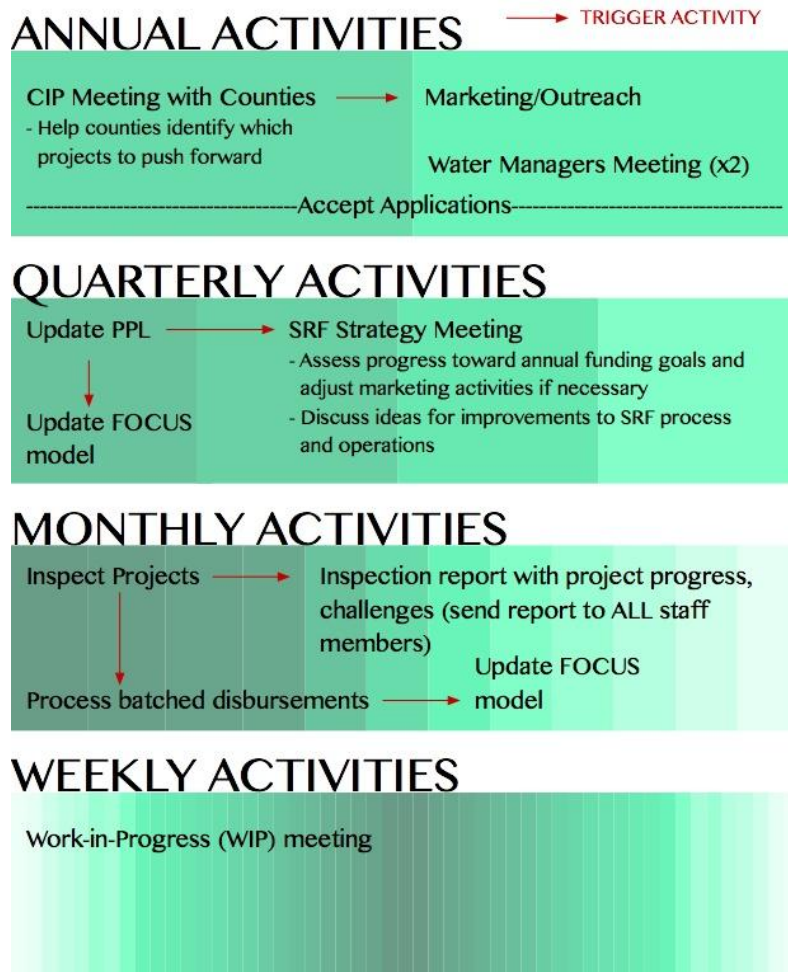 TRIGGER ACTIVITY
ANNUAL ACTIVITIES
CIP Meeting with Counties
- Help counties identify which
projects to push forward
Marketing/Outreach
Water Managers Meeting (x2)
---------------------------------------Accept Applications---------------------------------------
QUARTERLY ACTIVITIES
Update PPL
SRF Strategy Meeting
- Assess progress toward annual funding goals and
adjust marketing activities if necessary
- Discuss ideas for improvements to SRF process
and operations
Update FOCUS
model
MONTHLY ACTIVITIES
Inspect Projects
Inspection report with project progress,
challenges (send report to ALL staff
members)
Process batched disbursements
Update FOCUS
model
WEEKLY ACTIVITIES
Work-in-Progress (WIP) meeting